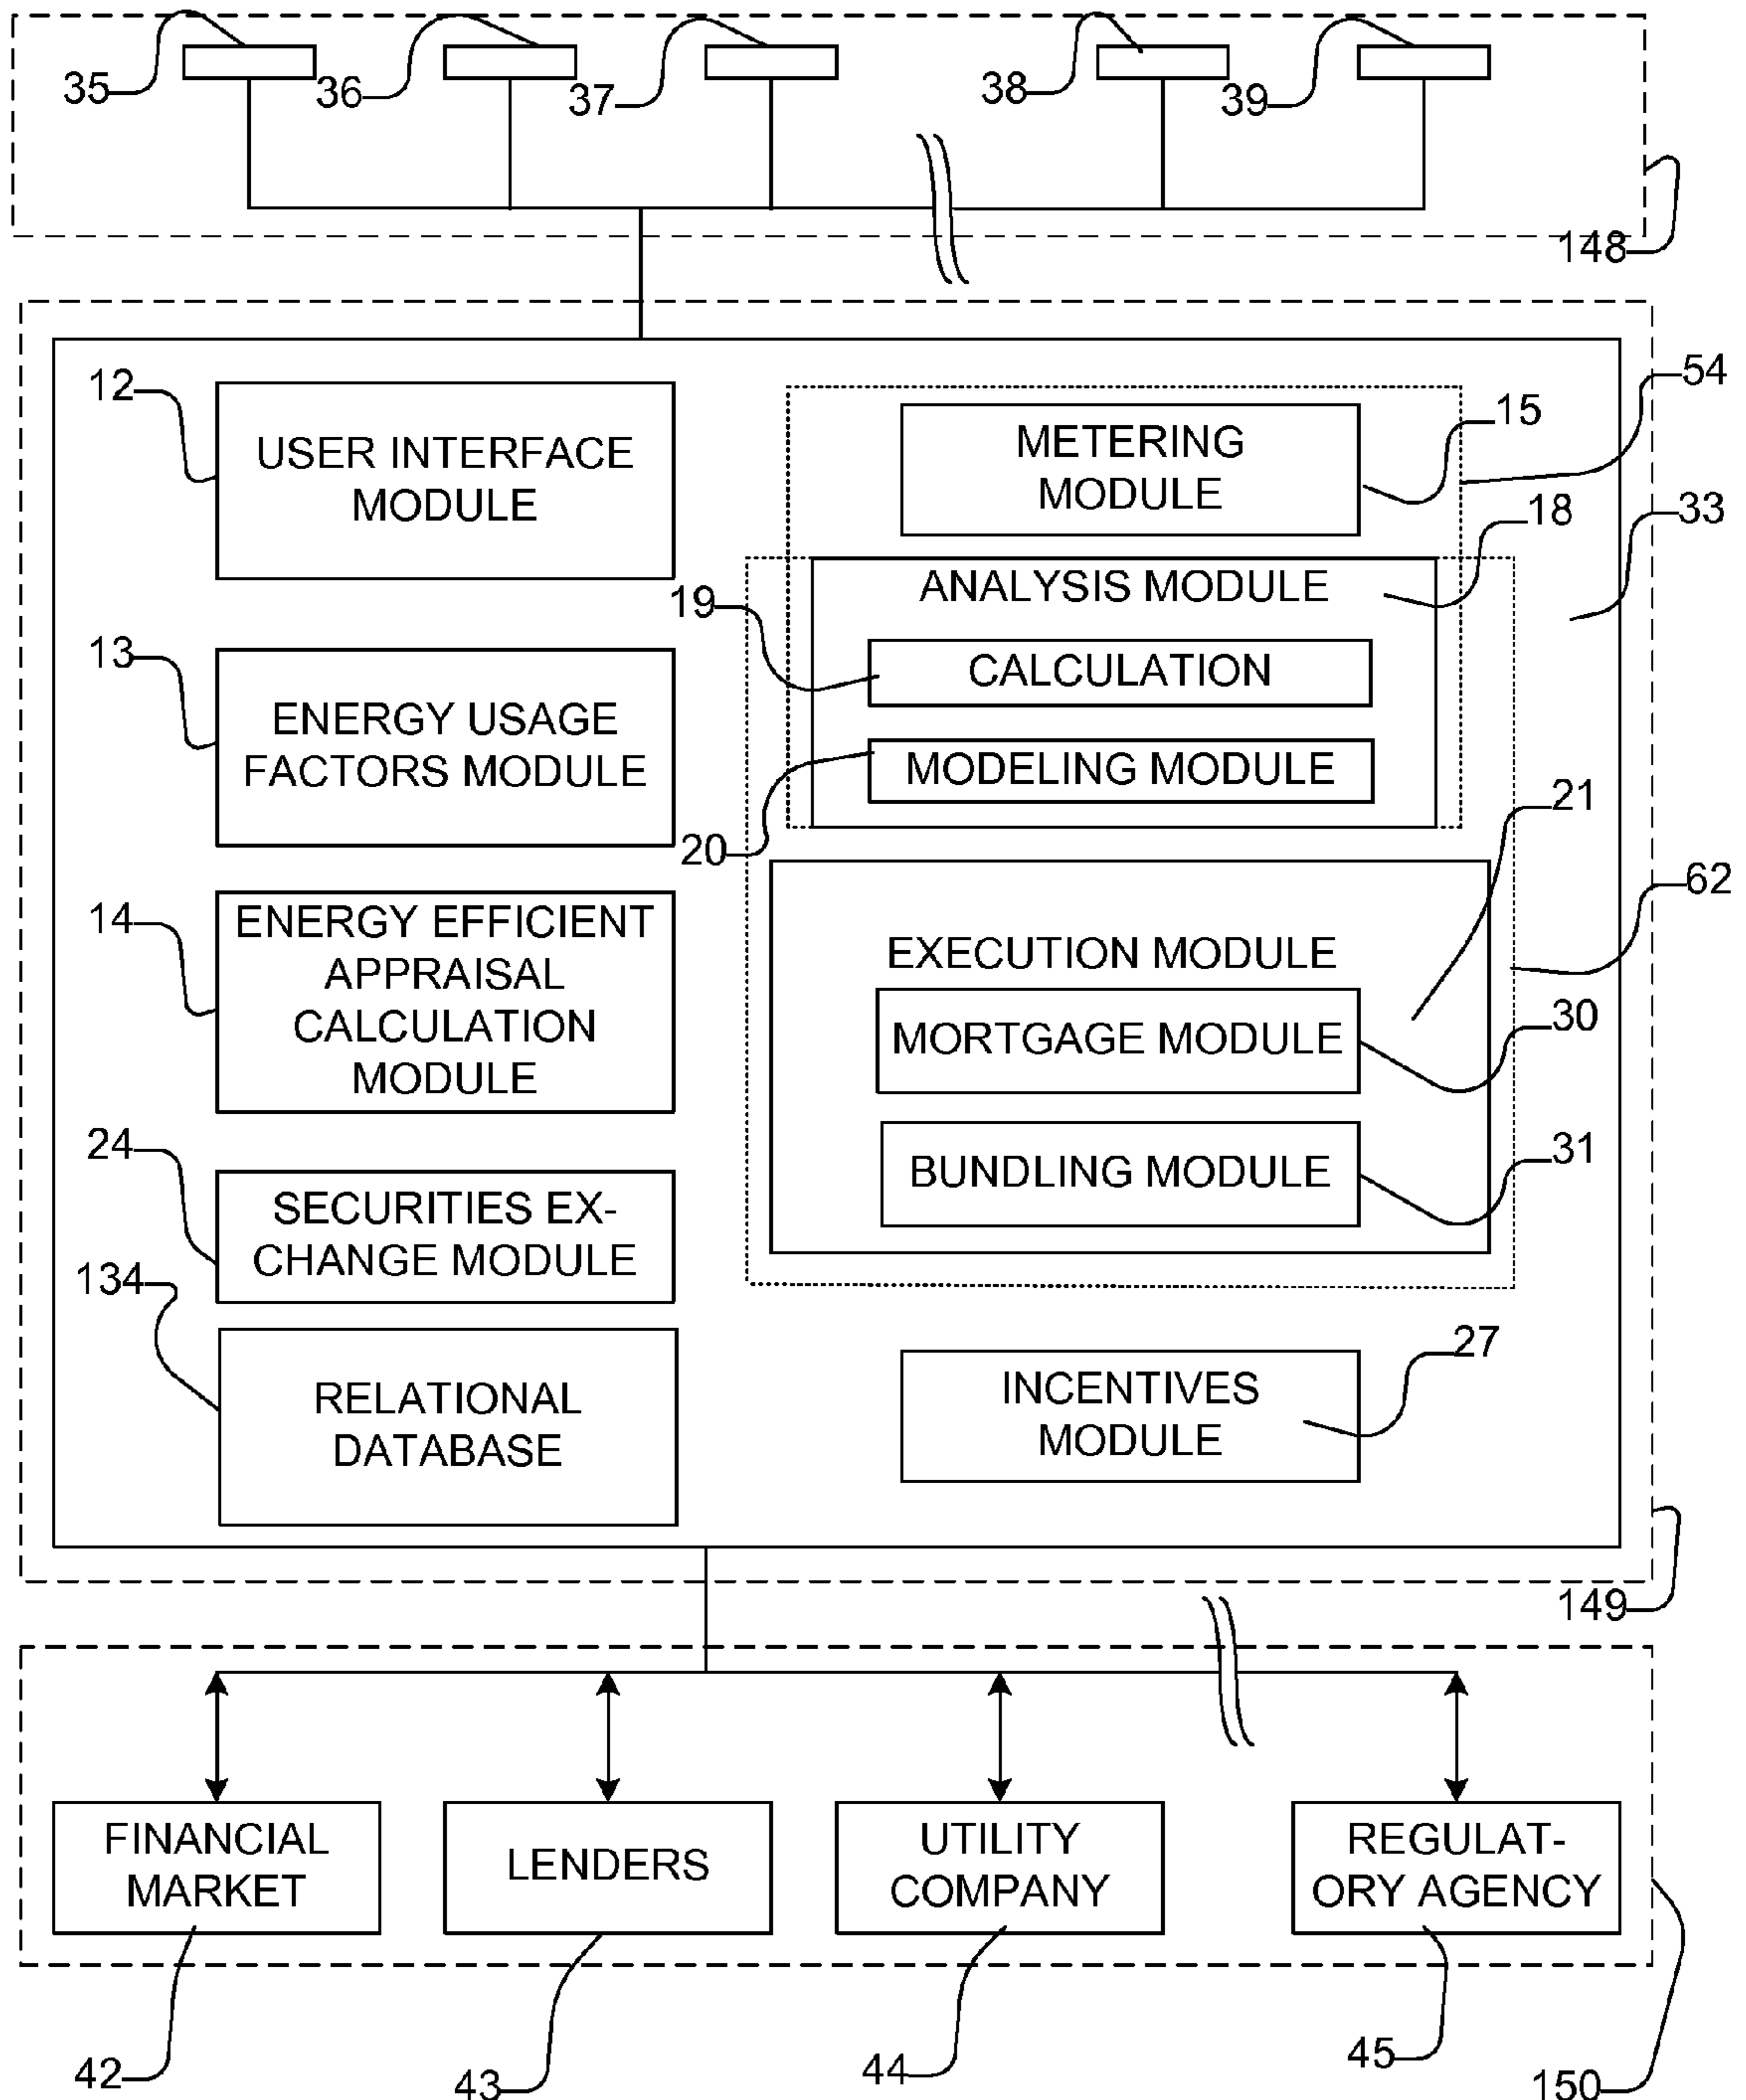 35
36
37
38
39
148
12
USER INTERFACE
MODULE
METERING
MODULE
15
54
18
33
ANALYSIS MODULE
19
CALCULATION
13
ENERGY USAGE
FACTORS MODULE
MODELING MODULE
20
21
62
14
ENERGY EFFICIENT
APPRAISAL
CALCULATION
MODULE
EXECUTION MODULE
MORTGAGE MODULE
30
24
SECURITIES EX-
CHANGE MODULE
BUNDLING MODULE
31
134
RELATIONAL
DATABASE
INCENTIVES
MODULE
27
149
FINANCIAL
MARKET
LENDERS
UTILITY
COMPANY
REGULAT-
ORY AGENCY
42
43
44
45
150